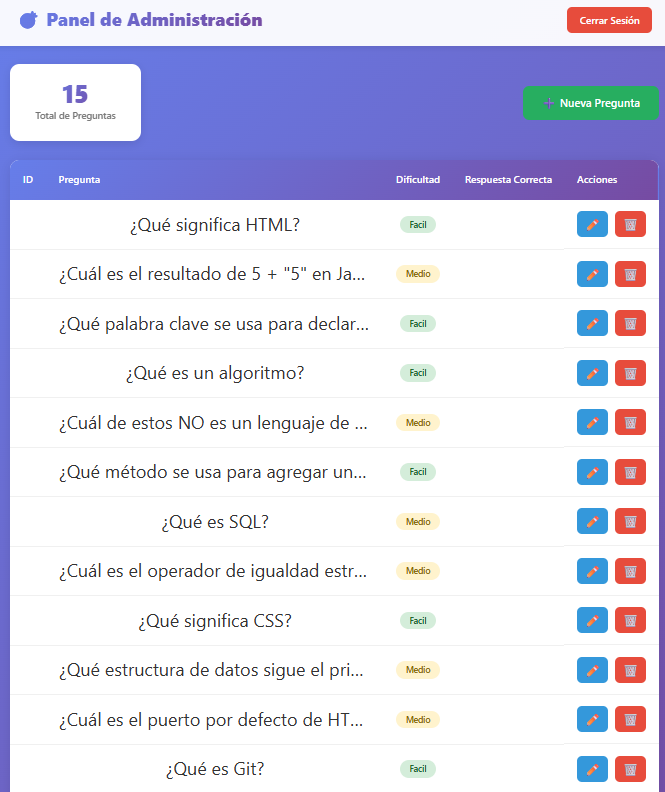 Panel de Administración
Cerrar Sesión
15
Total de Preguntas
Nueva Pregunta
ID Pregunta Dificultad Respuesta Correcta Acciones
¿Qué significa HTML? Facil
¿Cuál es el resultado de 5 + "5" en Ja... Medio
¿Qué palabra clave se usa para declar... Facil
¿Qué es un algoritmo? Facil
¿Cuál de estos NO es un lenguaje de ... Medio
¿Qué método se usa para agregar un... Facil
¿Qué es SQL? Medio
¿Cuál es el operador de igualdad estr... Medio
¿Qué significa CSS? Facil
¿Qué estructura de datos sigue el pri... Medio
¿Cuál es el puerto por defecto de HT... Medio
¿Qué es Git? Facil